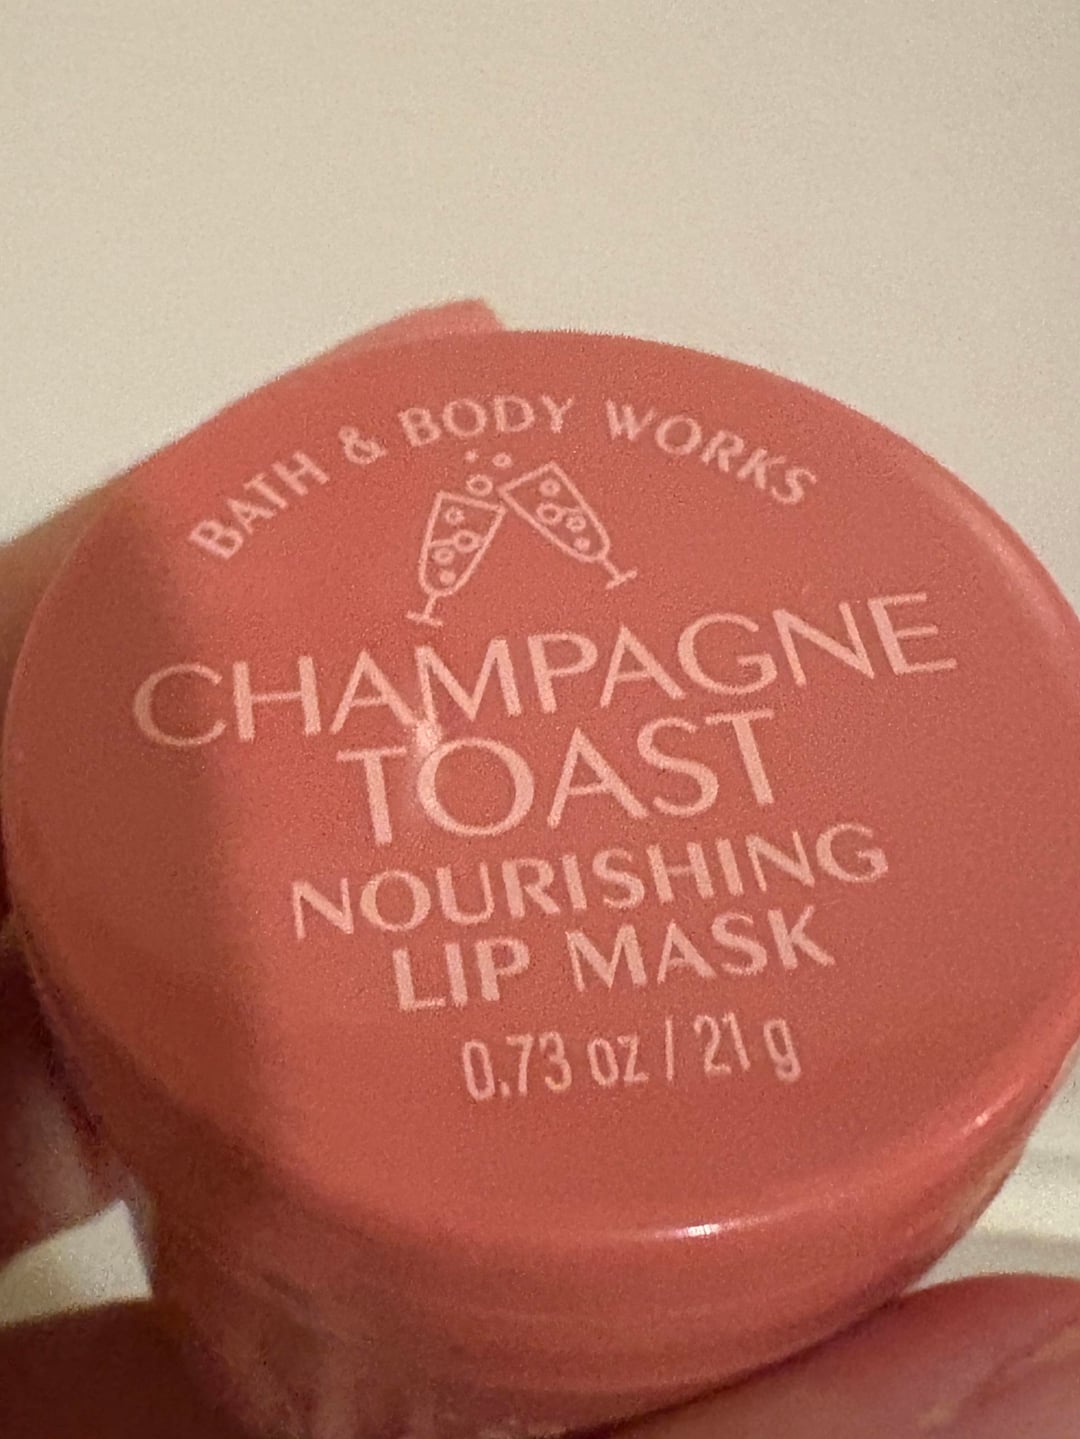 BATH & BODY WORKS
CHAMPAGNE
TOAST
NOURISHING
LIP MASK
0.73 oz / 21 g